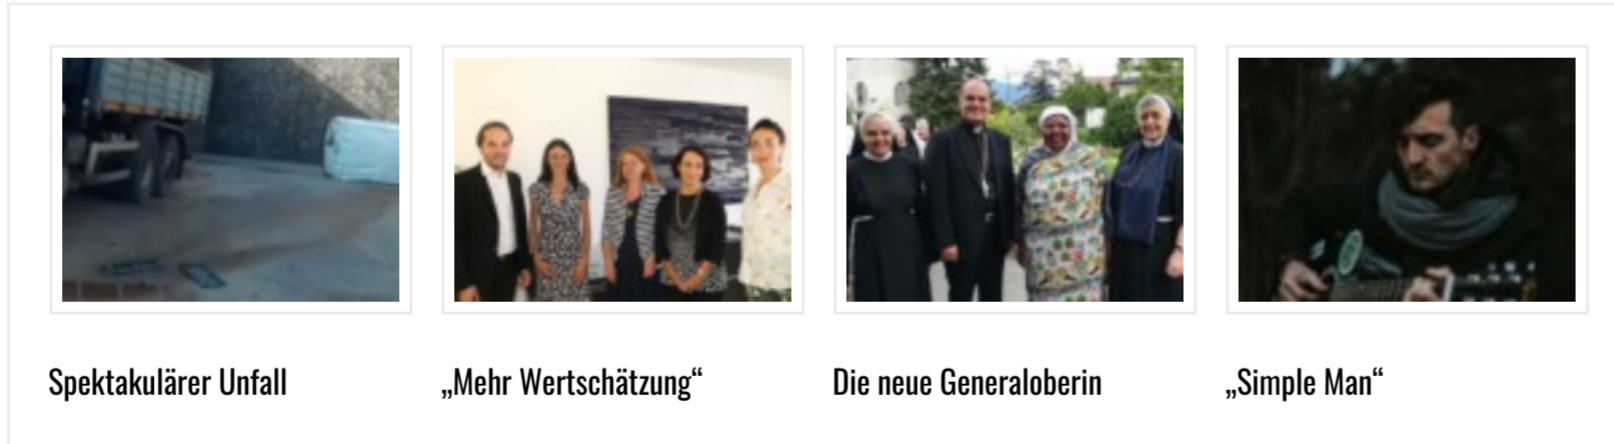 Spektakulärer Unfall
„Mehr Wertschätzung“
Die neue Generaloberin
„Simple Man“